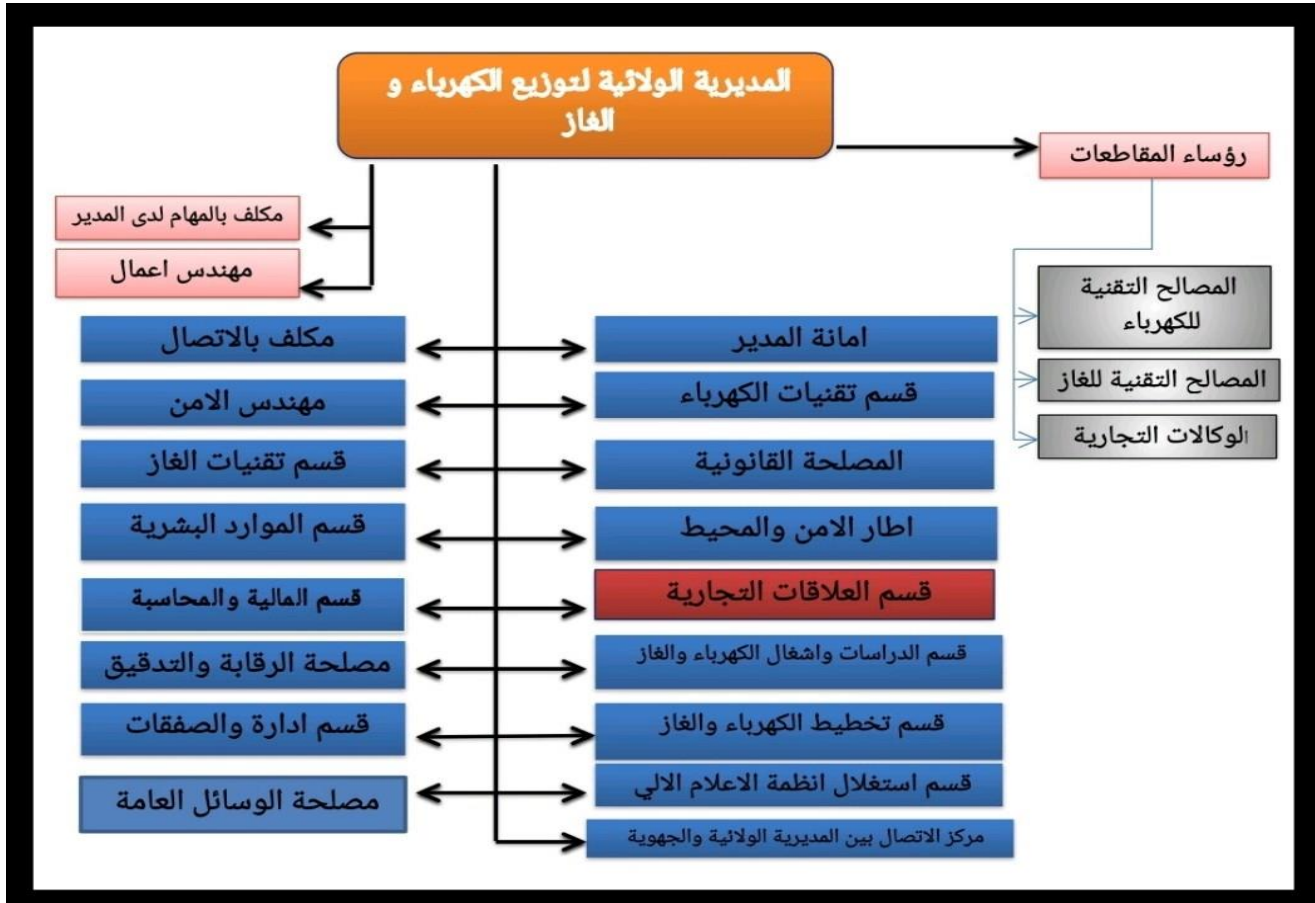 المديرية الولائية لتوزيع الكهرباء و
الغاز
رؤساء المقاطعات
مكلف بالمهام لدى المدير
مهندس اعمال
المصالح التقنية
للكهرباء
المصالح التقنية للغاز
الوكالات التجارية
امانة المدير
مكلف بالاتصال
قسم تقنيات الكهرباء
مهندس الامن
المصلحة القانونية
قسم تقنيات الغاز
اطار الامن والمحيط
قسم الموارد البشرية
قسم العلاقات التجارية
قسم المالية والمحاسبة
قسم الدراسات واشغال الكهرباء والغاز
مصلحة الرقابة والتدقيق
قسم تخطيط الكهرباء والغاز
قسم ادارة والصفقات
قسم استغلال انظمة الاعلام الالي
مصلحة الوسائل العامة
مركز الاتصال بين المديرية الولائية والجهوية